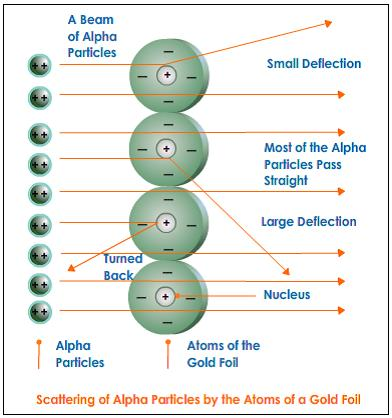 A Beam
of Alpha
Particles
Small Deflection
Most of the Alpha
Particles Pass
Straight
Large Deflection
Turned
Back
Nucleus
Alpha
Particles
Atoms of the
Gold Foil
Scattering of Alpha Particles by the Atoms of a Gold Foil